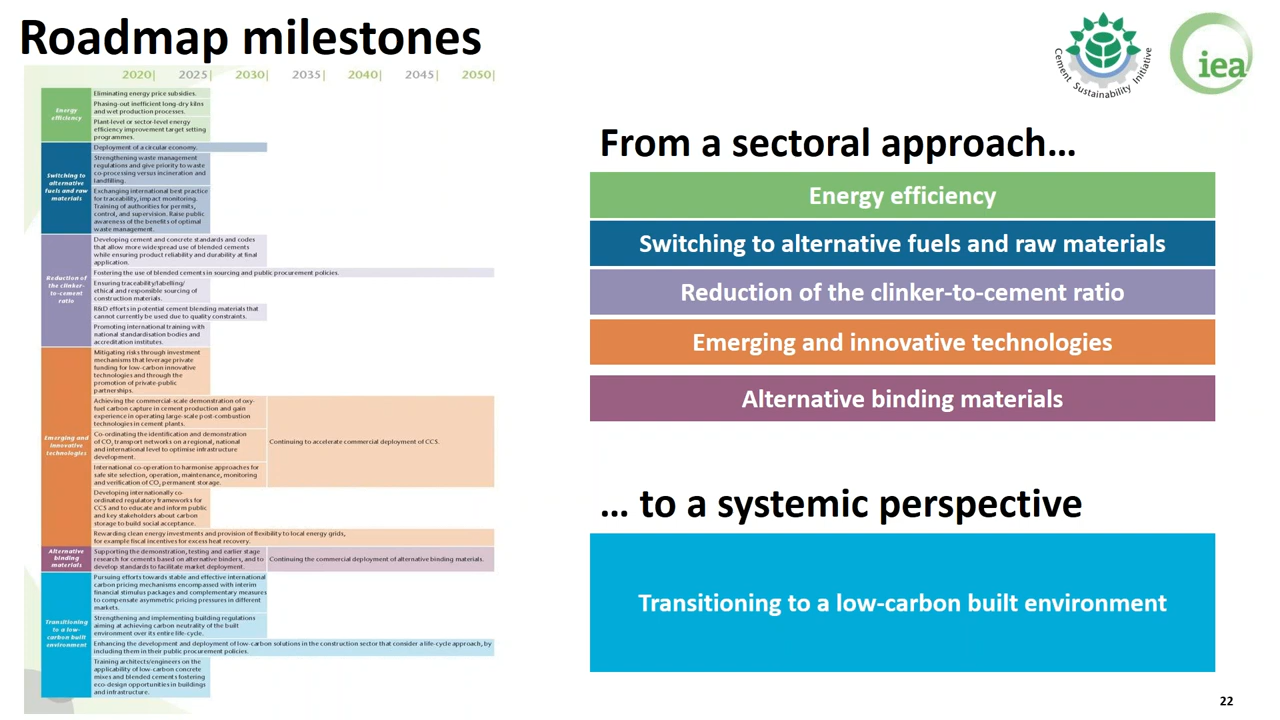 Roadmap milestones
Cement Sustainability Initiative
iea
2020|
2025|
2030|
2035|
2040|
2045|
2050|
Energy
efficiency
Eliminating energy price subsidies.
Phasing-out inefficient long-dry kilns
and wet production processes.
Plant-level or sector-level energy
efficiency improvement target setting
programmes.
Switching to
alternative
fuels and raw
materials
Deployment of a circular economy.
Strengthening waste management
regulations and give priority to waste
co-processing versus incineration and
landfilling.
Exchanging international best practice
for traceability, impact monitoring.
Training of authorities for permits,
control, and supervision. Raise public
awareness of the benefits of optimal
waste management.
Reduction of
the clinker-
to-cement
ratio
Developing cement and concrete standards and codes
that allow more widespread use of blended cements
while ensuring product reliability and durability at final
application.
Fostering the use of blended cements in sourcing and public procurement policies.
Ensuring traceability/labelling/
ethical and responsible sourcing of
construction materials.
R&D efforts in potential cement blending materials that
cannot currently be used due to quality constraints.
Promoting international training with
national standardisation bodies and
accreditation institutes.
Emerging and
innovative
technologies
Mitigating risks through investment
mechanisms that leverage private
funding for low-carbon innovative
technologies and through the
promotion of private-public
partnerships.
Achieving the commercial-scale demonstration of oxy-
fuel carbon capture in cement production and gain
experience in operating large-scale post-combustion
technologies in cement plants.
Co-ordinating the identification and demonstration
of CO₂ transport networks on a regional, national
and international level to optimise infrastructure
development.
International co-operation to harmonise approaches for
safe site selection, operation, maintenance, monitoring
and verification of CO₂ permanent storage.
Continuing to accelerate commercial deployment of CCS.
Developing internationally co-
ordinated regulatory frameworks for
CCS and to educate and inform public
and key stakeholders about carbon
storage to build social acceptance.
Rewarding clean energy investments and provision of flexibility to local energy grids,
for example fiscal incentives for excess heat recovery.
Alternative
binding
materials
Supporting the demonstration, testing and earlier stage
research for cements based on alternative binders, and to
develop standards to facilitate market deployment.
Continuing the commercial deployment of alternative binding materials.
Transitioning
to a low-
carbon built
environment
Pursuing efforts towards stable and effective international
carbon pricing mechanisms encompassed with interim
financial stimulus packages and complementary measures
to compensate asymmetric pricing pressures in different
markets.
Strengthening and implementing building regulations
aiming at achieving carbon neutrality of the built
environment over its entire life-cycle.
Enhancing the development and deployment of low-carbon solutions in the construction sector that consider a life-cycle approach, by
including them in their public procurement policies.
Training architects/engineers on the
applicability of low-carbon concrete
mixes and blended cements fostering
eco-design opportunities in buildings
and infrastructure.
From a sectoral approach…
Energy efficiency
Switching to alternative fuels and raw materials
Reduction of the clinker-to-cement ratio
Emerging and innovative technologies
Alternative binding materials
… to a systemic perspective
Transitioning to a low-carbon built environment
22